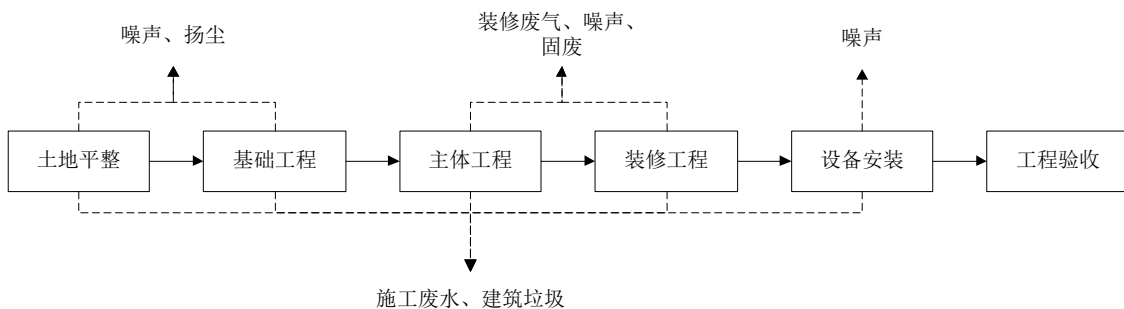 噪声、扬尘
装修废气、噪声、
固废
噪声
土地平整
基础工程
主体工程
装修工程
设备安装
工程验收
施工废水、建筑垃圾